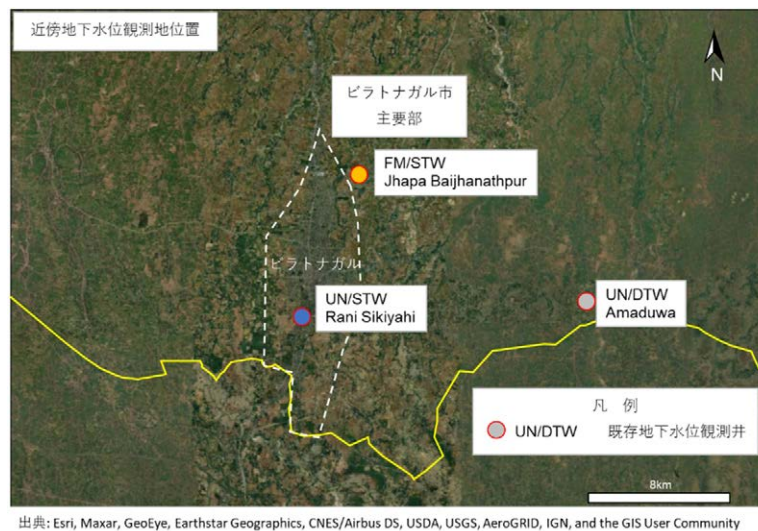 近傍地下水位観測地位置
N
ビラトナガル市
主要部
FM/STW
Jhapa Baijhanathpur
ビラトナガル
UN/STW
Rani Sikiyahi
UN/DTW
Amaduwa
凡 例
UN/DTW 既存地下水位観測井
8km
出典: Esri, Maxar, GeoEye, Earthstar Geographics, CNES/Airbus DS, USDA, USGS, AeroGRID, IGN, and the GIS User Community